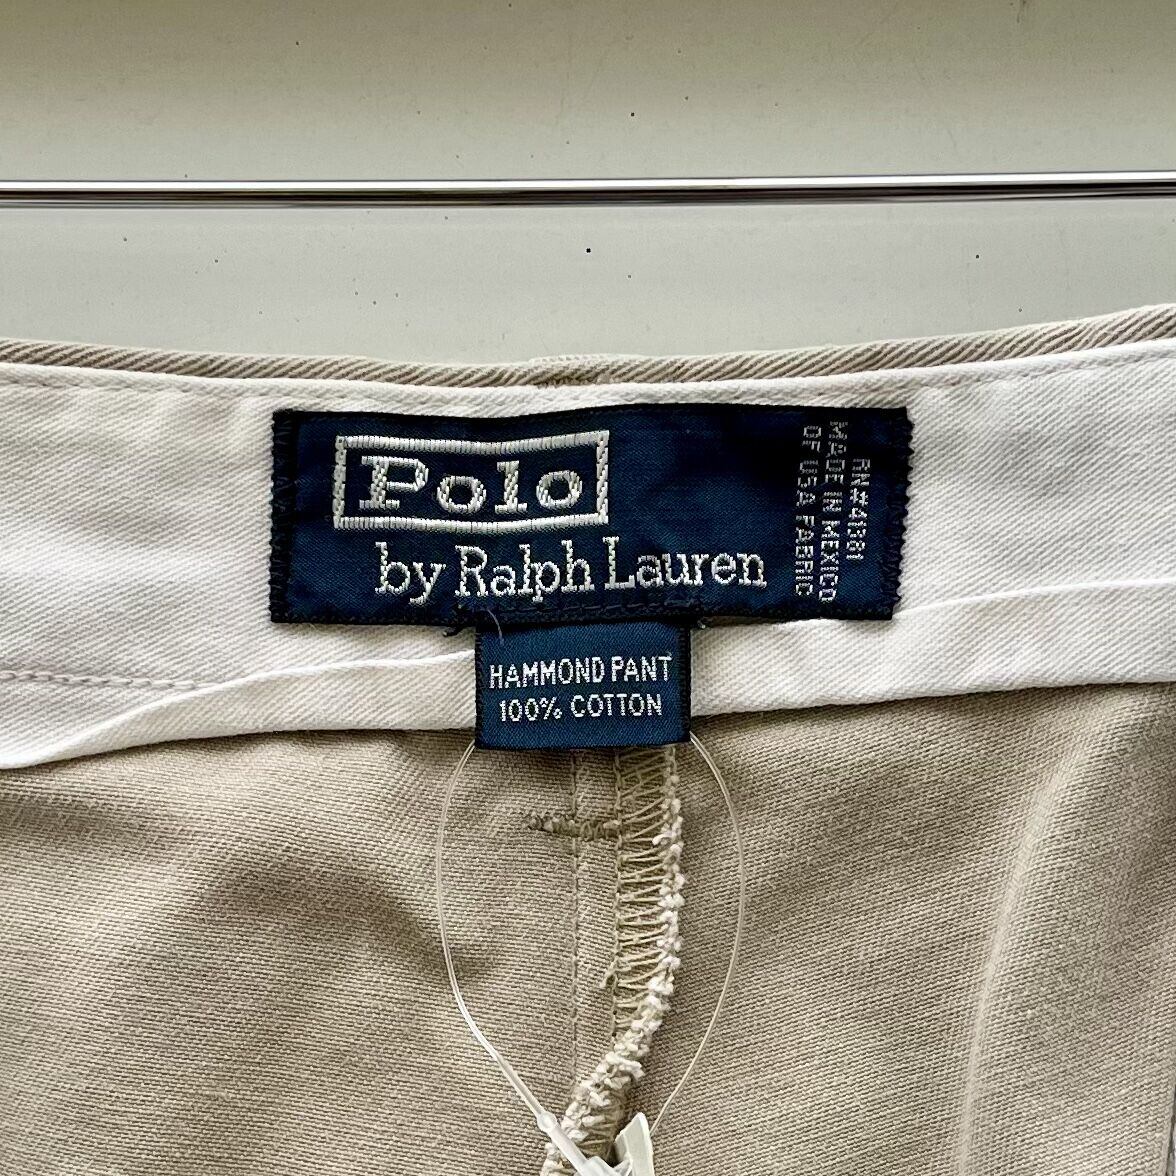 Polo
by Ralph Lauren
RN#41381
MADE IN MEXICO
OF USA FABRIC
HAMMOND PANT
100% COTTON